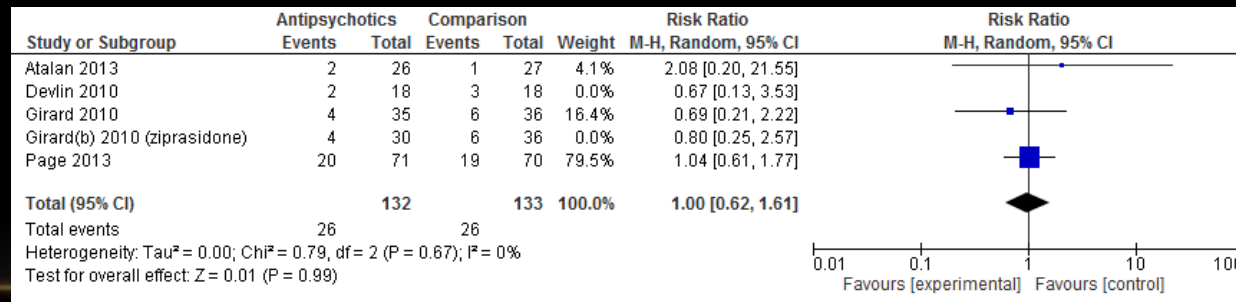 Antipsychotics Comparison Risk Ratio Risk Ratio
Study or Subgroup Events Total Events Total Weight M-H, Random, 95% CI M-H, Random, 95% CI
Atalan 2013 2 26 1 27 4.1% 2.08 [0.20, 21.55]
Devlin 2010 2 18 3 18 0.0% 0.67 [0.13, 3.53]
Girard 2010 4 35 6 36 16.4% 0.69 [0.21, 2.22]
Girard(b) 2010 (ziprasidone) 4 30 6 36 0.0% 0.80 [0.25, 2.57]
Page 2013 20 71 19 70 79.5% 1.04 [0.61, 1.77]
Total (95% CI) 132 133 100.0% 1.00 [0.62, 1.61]
Total events 26 26
Heterogeneity: Tau² = 0.00; Chi² = 0.79, df = 2 (P = 0.67); I² = 0%
Test for overall effect: Z = 0.01 (P = 0.99)
0.01 0.1 1 10 100
Favours [experimental] Favours [control]